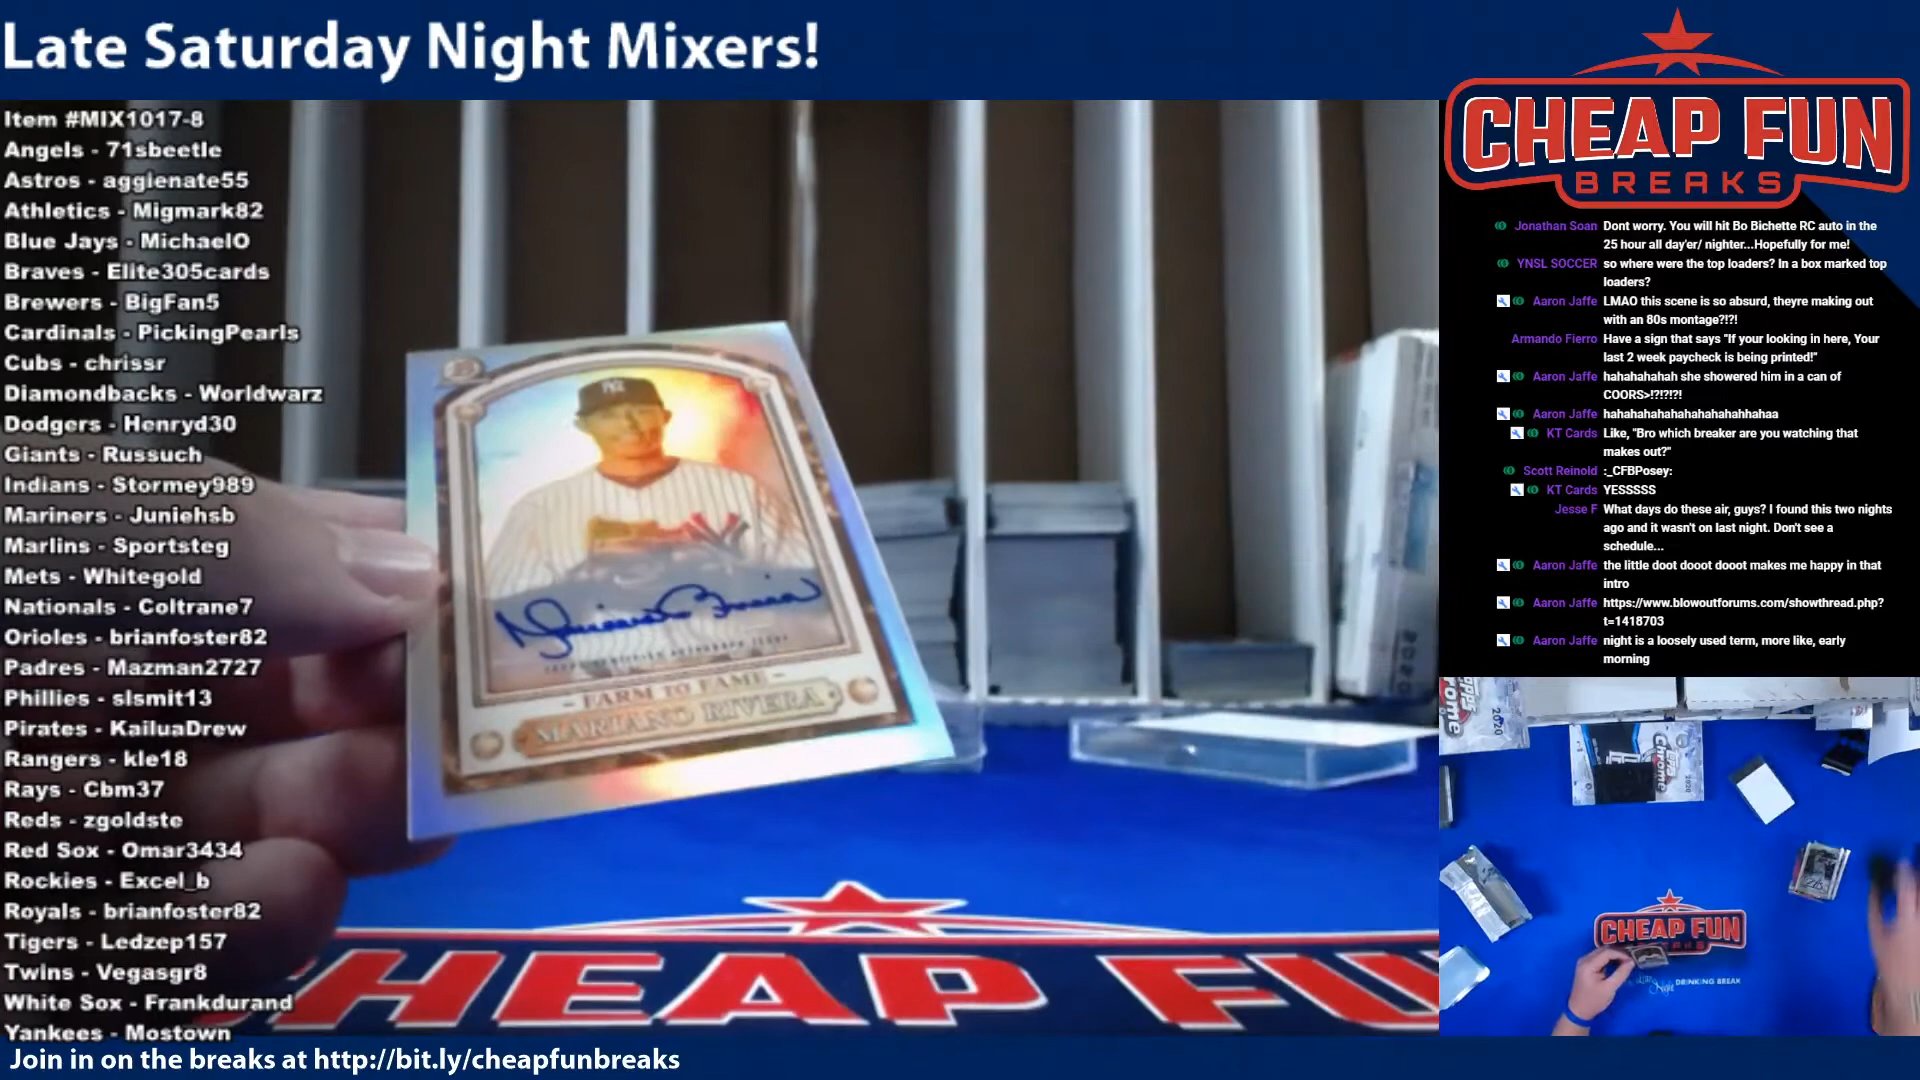 Late Saturday Night Mixers!
Item #MIX1017-8
Angels - 71sbeetle
Astros - aggienate55
Athletics - Migmark82
Blue Jays - MichaelO
Braves - Elite305cards
Brewers - BigFan5
Cardinals - PickingPearls
Cubs - chrissr
Diamondbacks - Worldwarz
Dodgers - Henryd30
Giants - Russuch
Indians - Stormey989
Mariners - Juniehsb
Marlins - Sportsteg
Mets - Whitegold
Nationals - Coltrane7
Orioles - brianfoster82
Padres - Mazman2727
Phillies - slsmit13
Pirates - KailuaDrew
Rangers - kle18
Rays - Cbm37
Reds - zgoldste
Red Sox - Omar3434
Rockies - Excel_b
Royals - brianfoster82
Tigers - Ledzep157
Twins - Vegasgr8
White Sox - Frankdurand
Yankees - Mostown
Join in on the breaks at http://bit.ly/cheapfunbreaks
NY
Mariano Rivera
- FARM TO FAME -
MARIANO RIVERA
CHEAP FU
CHEAP FUN
BREAKS
Jonathan Soan Dont worry. You will hit Bo Bichette RC auto in the
25 hour all day'er/ nighter...Hopefully for me!
YNSL SOCCER so where were the top loaders? In a box marked top
loaders?
Aaron Jaffe LMAO this scene is so absurd, theyre making out
with an 80s montage?!?!
Armando Fierro Have a sign that says "If your looking in here, Your
last 2 week paycheck is being printed!"
Aaron Jaffe hahahahahah she showered him in a can of
COORS>!?!?!?!
Aaron Jaffe hahahahahahahahahahhahaa
KT Cards Like, "Bro which breaker are you watching that
makes out?"
Scott Reinold :_CFBPosey:
KT Cards YESSSSS
Jesse F What days do these air, guys? I found this two nights
ago and it wasn't on last night. Don't see a
schedule...
Aaron Jaffe the little doot dooot dooot makes me happy in that
intro
Aaron Jaffe https://www.blowoutforums.com/showthread.php?
t=1418703
Aaron Jaffe night is a loosely used term, more like, early
morning
2020
Chrome
2020
CHEAP FUN
DRINKING BREAK